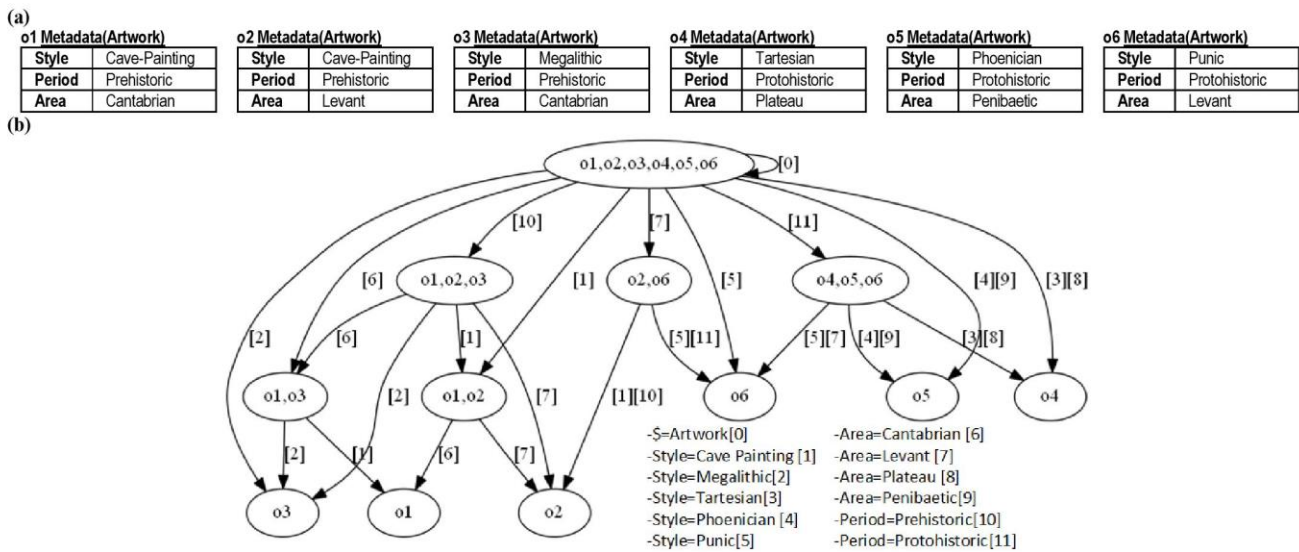 (a)
o1 Metadata(Artwork) o2 Metadata(Artwork) o3 Metadata(Artwork) o4 Metadata(Artwork) o5 Metadata(Artwork) o6 Metadata(Artwork)
Style Cave-Painting Style Cave-Painting Style Megalithic Style Tartesian Style Phoenician Style Punic
Period Prehistoric Period Prehistoric Period Prehistoric Period Protohistoric Period Protohistoric Period Protohistoric
Area Cantabrian Area Levant Area Cantabrian Area Plateau Area Penibaetic Area Levant
(b)
o1,o2,o3,o4,o5,o6 [0]
[10] [7] [11]
o1,o2,o3 o2,o6 o4,o5,o6
[6] [1] [5] [4][9] [3][8]
[2] [6] [1] [5][11] [5][7] [4][9] [3][8]
o1,o3 [2] o1,o2 [7] [1][10] o6 o5 o4
[2] [1] [6] [7]
o3 o1 o2
-$=Artwork[0] -Area=Cantabrian [6]
-Style=Cave Painting [1] -Area=Levant [7]
-Style=Megalithic[2] -Area=Plateau [8]
-Style=Tartesian[3] -Area=Penibaetic[9]
-Style=Phoenician [4] -Period=Prehistoric[10]
-Style=Punic[5] -Period=Protohistoric[11]